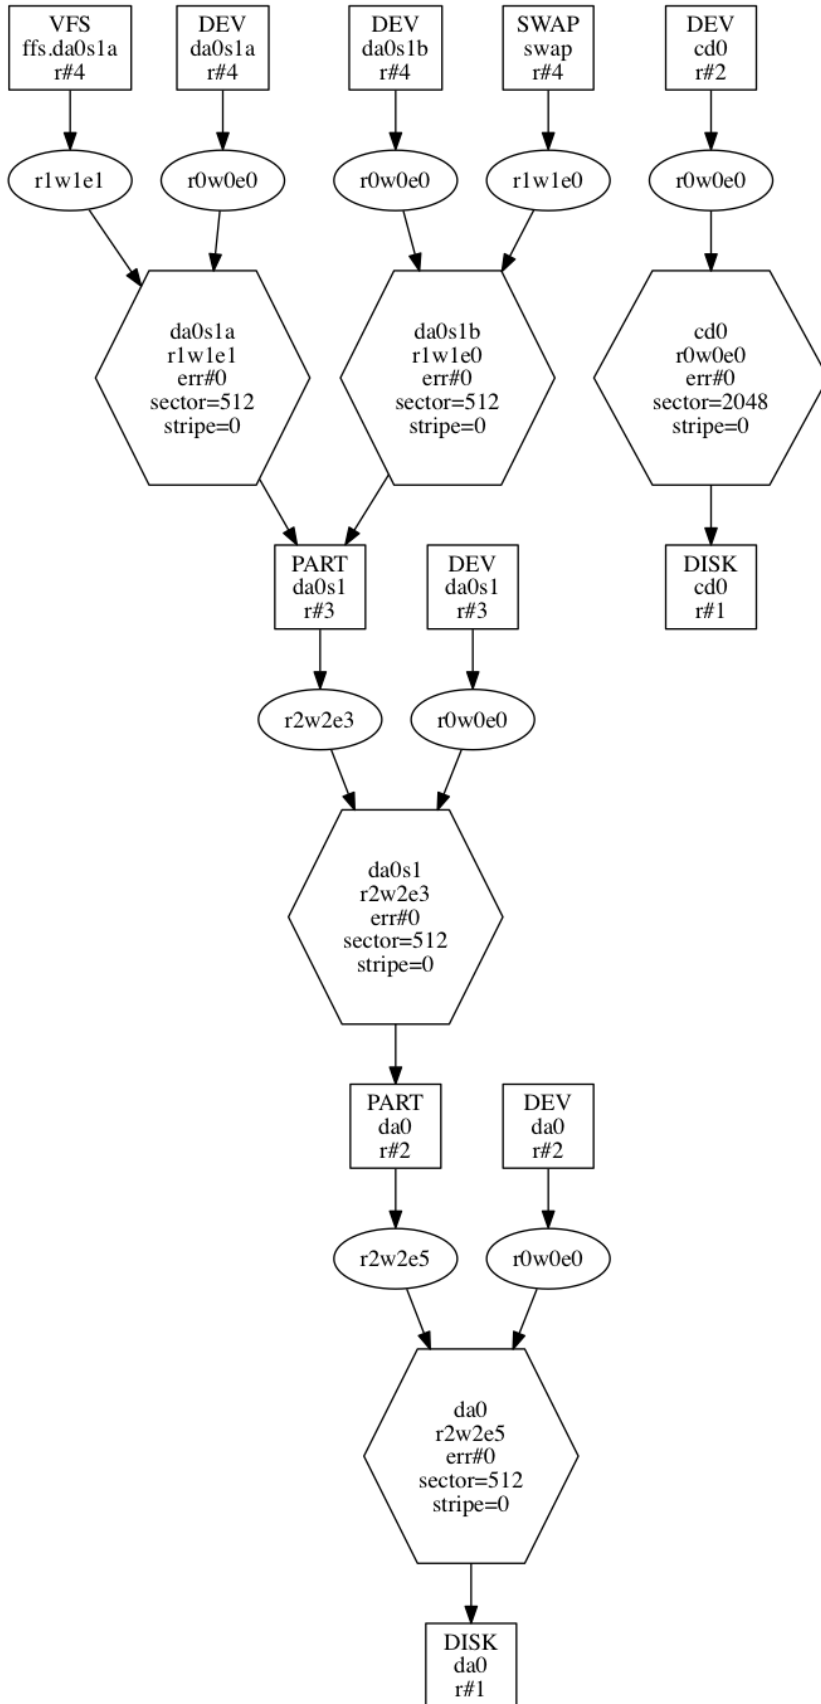 VFS
ffs.da0s1a
r#4
DEV
da0s1a
r#4
DEV
da0s1b
r#4
SWAP
swap
r#4
DEV
cd0
r#2
r1w1e1
r0w0e0
r0w0e0
r1w1e0
r0w0e0
da0s1a
r1w1e1
err#0
sector=512
stripe=0
da0s1b
r1w1e0
err#0
sector=512
stripe=0
cd0
r0w0e0
err#0
sector=2048
stripe=0
PART
da0s1
r#3
DEV
da0s1
r#3
DISK
cd0
r#1
r2w2e3
r0w0e0
da0s1
r2w2e3
err#0
sector=512
stripe=0
PART
da0
r#2
DEV
da0
r#2
r2w2e5
r0w0e0
da0
r2w2e5
err#0
sector=512
stripe=0
DISK
da0
r#1